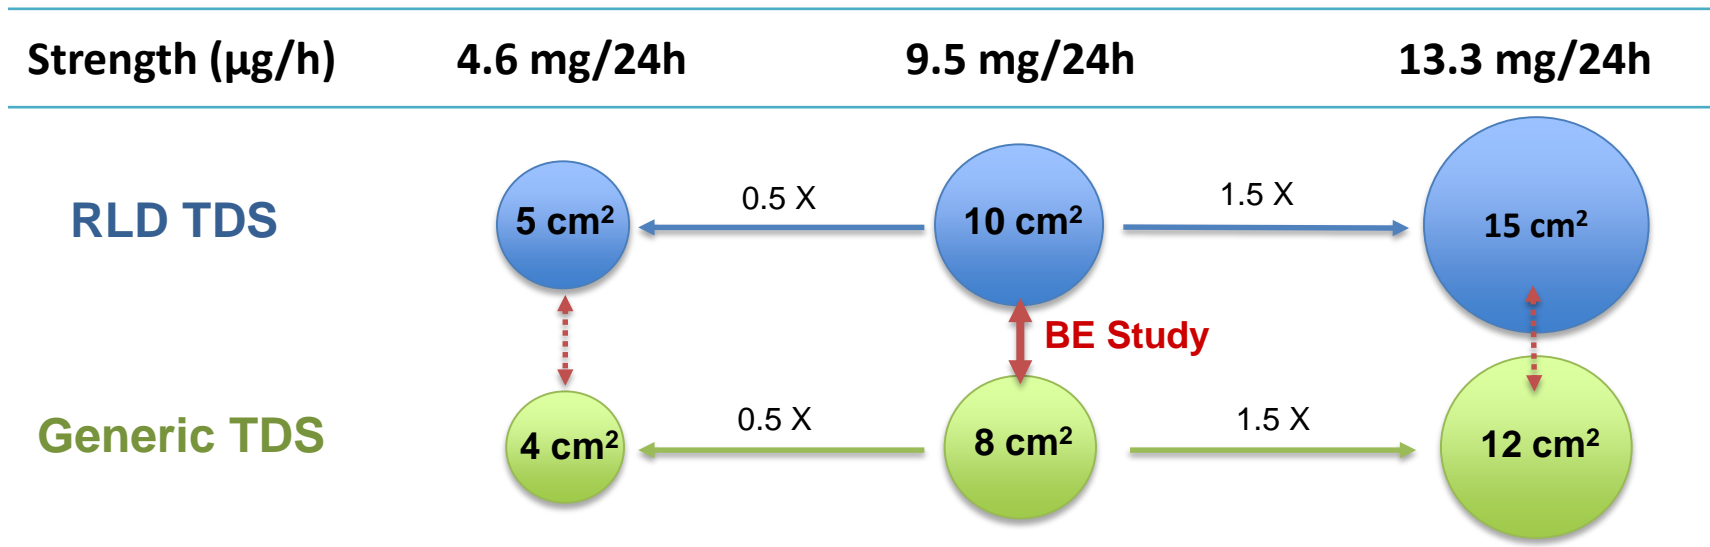 Strength (µg/h) 4.6 mg/24h 9.5 mg/24h 13.3 mg/24h
RLD TDS 5 cm² 0.5 X 10 cm² 1.5 X 15 cm²
BE Study
Generic TDS 4 cm² 0.5 X 8 cm² 1.5 X 12 cm²